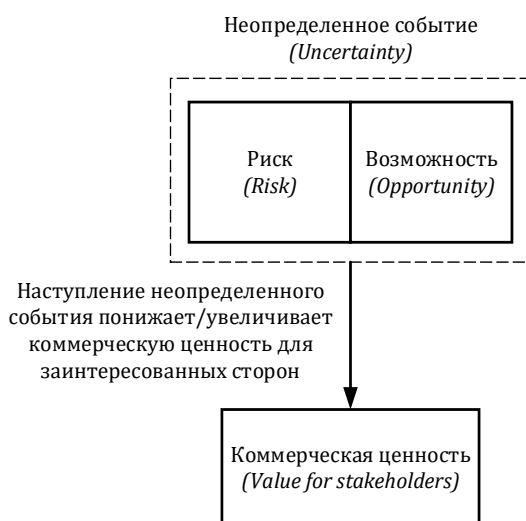 Неопределенное событие
(Uncertainty)
Риск
(Risk)
Возможность
(Opportunity)
Наступление неопределенного
события понижает/увеличивает
коммерческую ценность для
заинтересованных сторон
Коммерческая ценность
(Value for stakeholders)